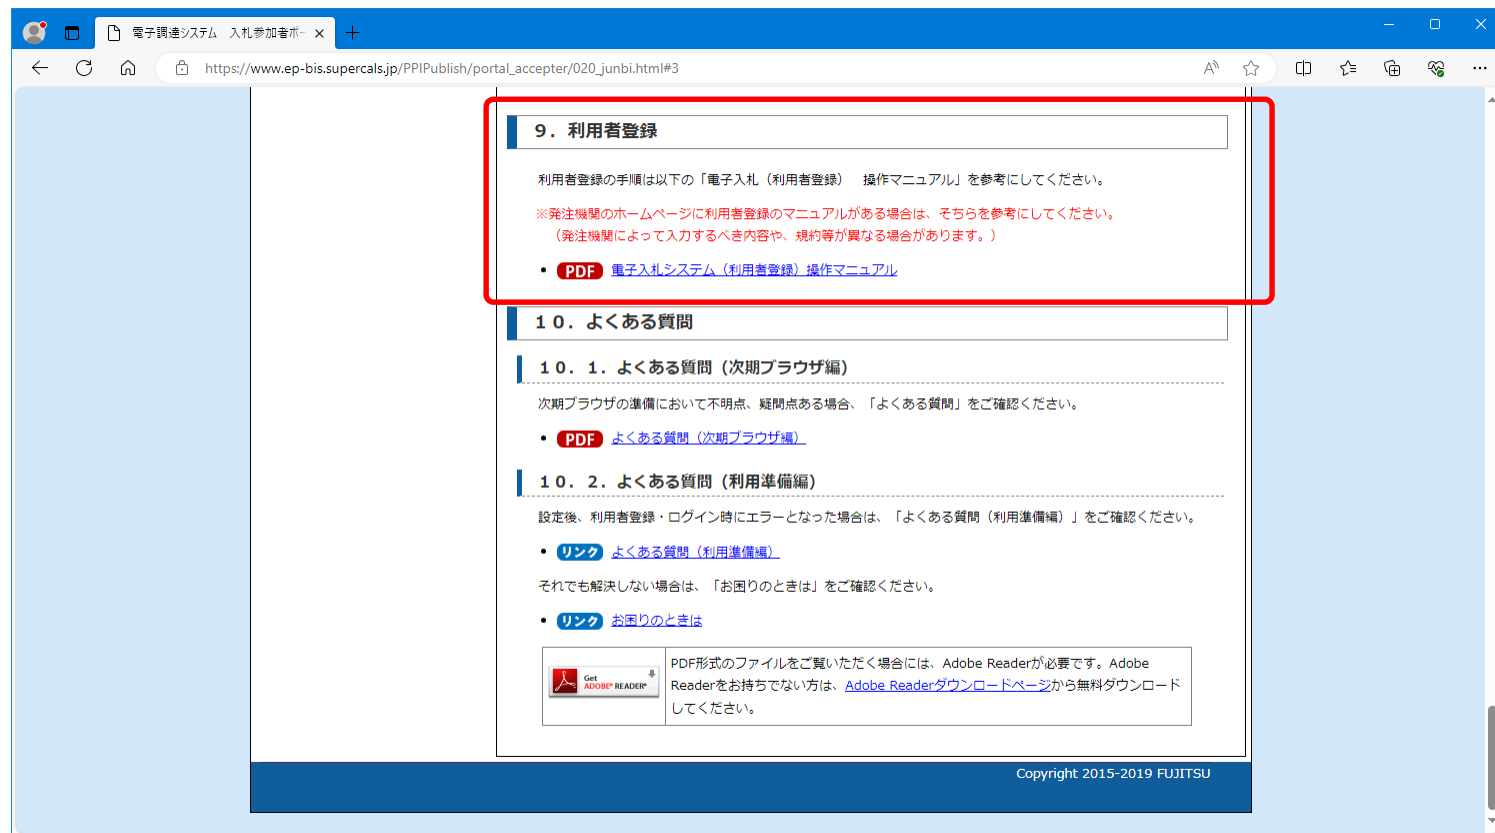 電子調達システム　入札参加者ポー
https://www.ep-bis.supercals.jp/PPIPublish/portal_accepter/020_junbi.html#3
９．利用者登録
利用者登録の手順は以下の「電子入札（利用者登録）　操作マニュアル」を参考にしてください。
※発注機関のホームページに利用者登録のマニュアルがある場合は、そちらを参考にしてください。
（発注機関によって入力するべき内容や、規約等が異なる場合があります。）
• PDF 電子入札システム（利用者登録）操作マニュアル
１０．よくある質問
１０．１．よくある質問（次期ブラウザ編）
次期ブラウザの準備において不明点、疑問点ある場合、「よくある質問」をご確認ください。
• PDF よくある質問（次期ブラウザ編）
１０．２．よくある質問（利用準備編）
設定後、利用者登録・ログイン時にエラーとなった場合は、「よくある質問（利用準備編）」をご確認ください。
• リンク よくある質問（利用準備編）
それでも解決しない場合は、「お困りのときは」をご確認ください。
• リンク お困りのときは
Get
ADOBE® READER®
PDF形式のファイルをご覧いただく場合には、Adobe Readerが必要です。Adobe
Readerをお持ちでない方は、Adobe Readerダウンロードページから無料ダウンロード
してください。
Copyright 2015-2019 FUJITSU